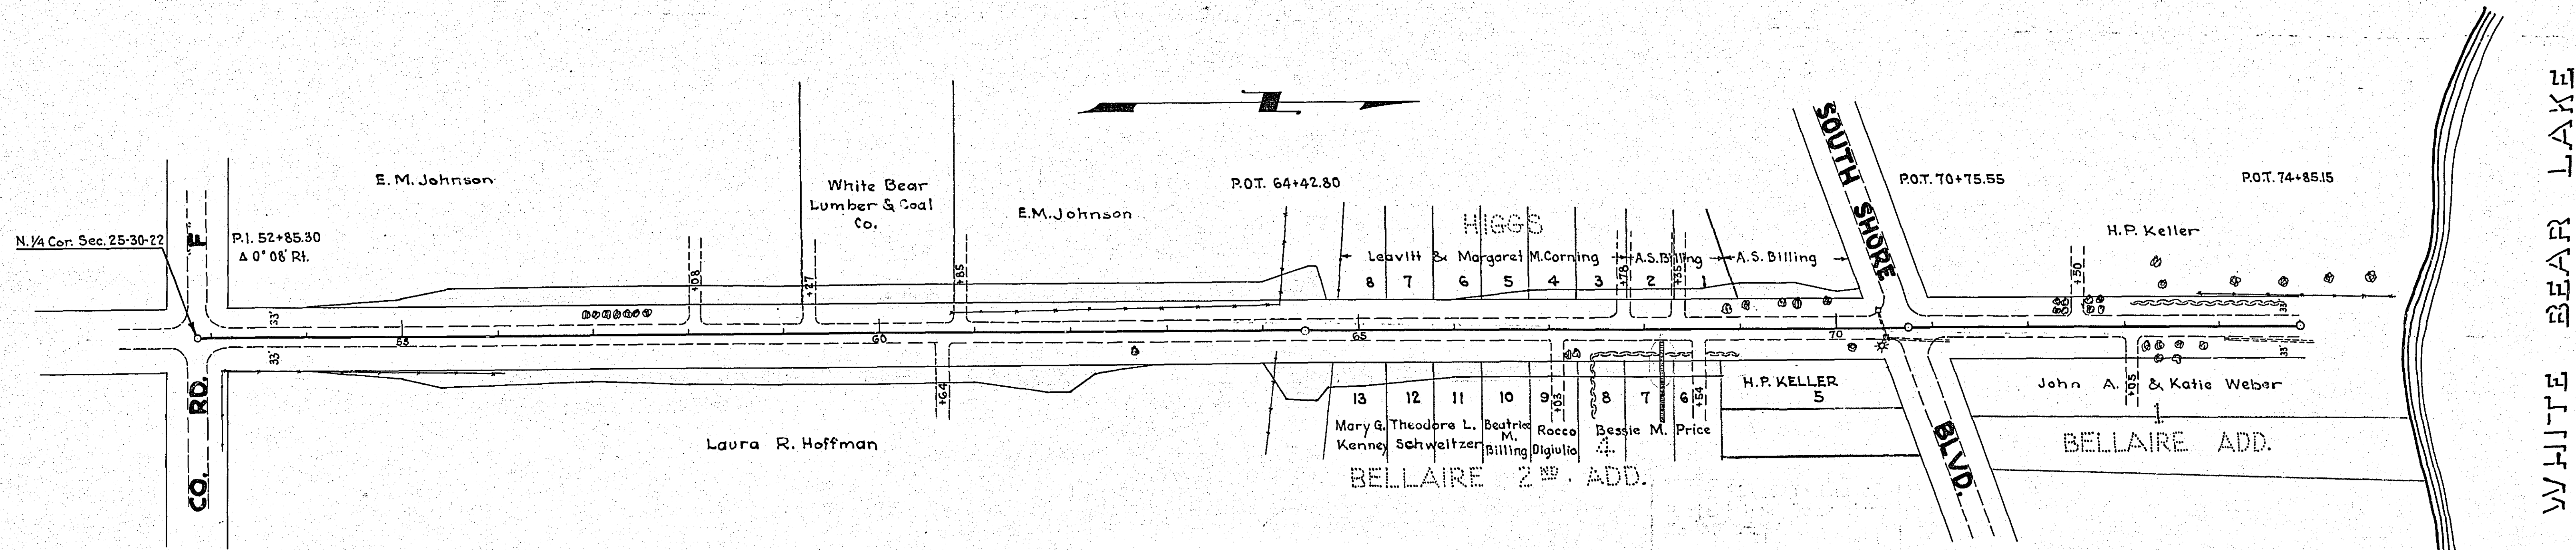 N. 1/4 Cor. Sec. 25-30-22
CO. RD. F
P.I. 52+85.30
Δ 0° 08' Rt.
33'
33'
E. M. Johnson
55
+08
White Bear
Lumber & Coal
Co.
+27
60
+85
+64
E.M. Johnson
Laura R. Hoffman
P.O.T. 64+42.80
65
HIGGS
Leavitt & Margaret M. Corning
A.S. Billing
A.S. Billing
8 7 6 5 4 3 2 1
+78
+35
13 12 11 10 9 8 7 6
+03
+54
Mary G.
Kenney
Theodore L.
Schweitzer
Beatrice
M.
Billing
Rocco
Digiulio
Bessie M. Price
4
BELLAIRE 2ND. ADD.
H.P. KELLER
5
70
SOUTH SHORE BLVD.
P.O.T. 70+75.55
H.P. Keller
+50
P.O.T. 74+85.15
33'
33'
John A. & Katie Weber
+05
1
BELLAIRE ADD.
WHITE BEAR LAKE